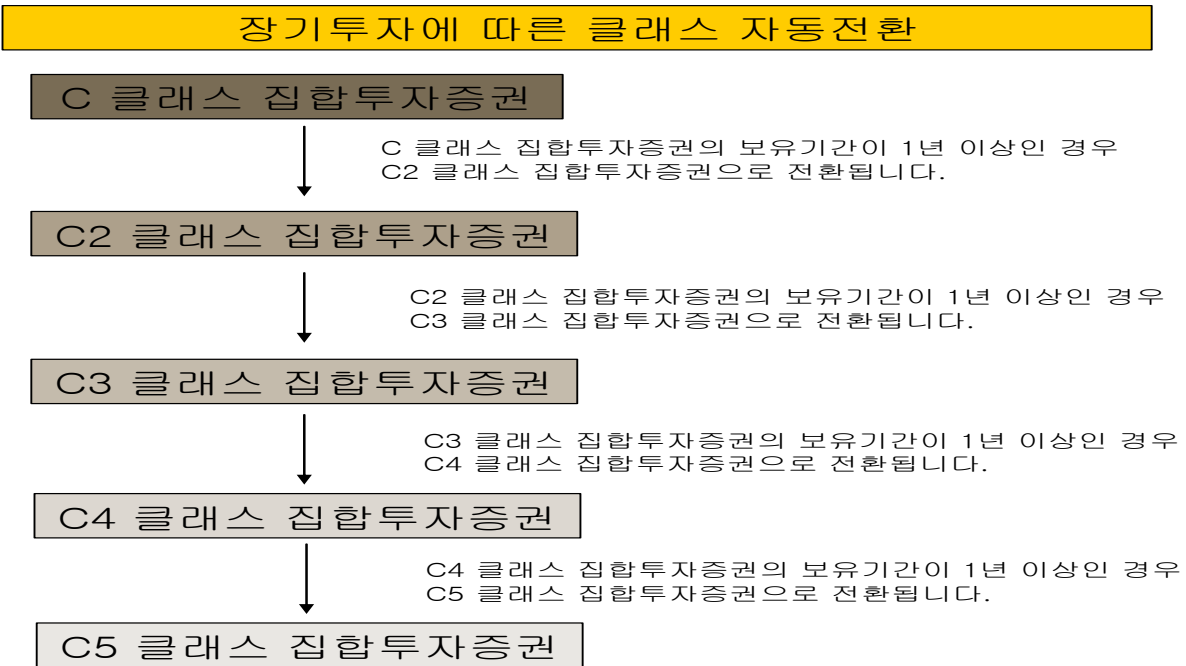 장기투자에 따른 클래스 자동전환
C 클래스 집합투자증권
C 클래스 집합투자증권의 보유기간이 1년 이상인 경우
C2 클래스 집합투자증권으로 전환됩니다.
C2 클래스 집합투자증권
C2 클래스 집합투자증권의 보유기간이 1년 이상인 경우
C3 클래스 집합투자증권으로 전환됩니다.
C3 클래스 집합투자증권
C3 클래스 집합투자증권의 보유기간이 1년 이상인 경우
C4 클래스 집합투자증권으로 전환됩니다.
C4 클래스 집합투자증권
C4 클래스 집합투자증권의 보유기간이 1년 이상인 경우
C5 클래스 집합투자증권으로 전환됩니다.
C5 클래스 집합투자증권